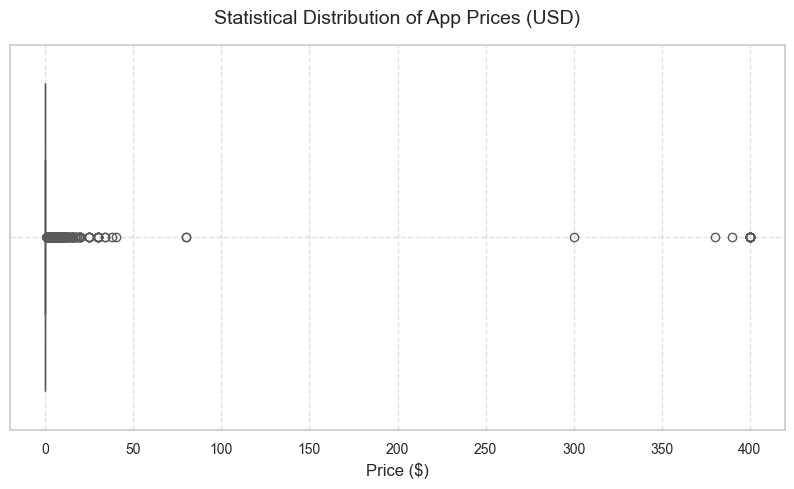 Statistical Distribution of App Prices (USD)
0 50 100 150 200 250 300 350 400
Price ($)